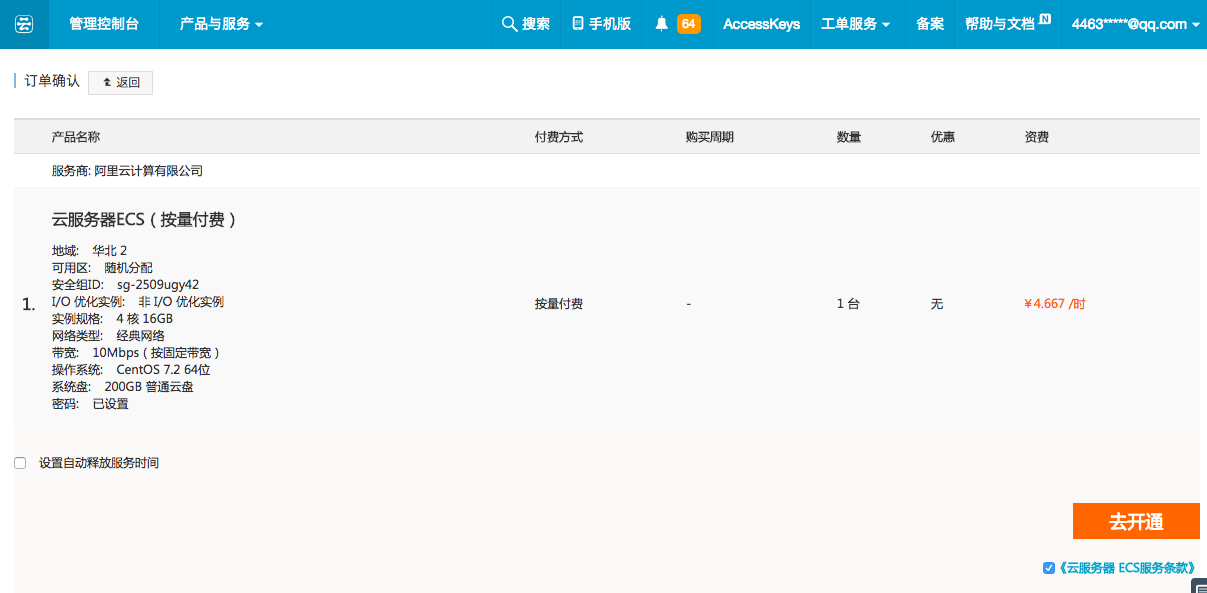 管理控制台 产品与服务 搜索 手机版 64 AccessKeys 工单服务 备案 帮助与文档 N 4463*****@qq.com
订单确认 返回
产品名称 付费方式 购买周期 数量 优惠 资费
服务商: 阿里云计算有限公司
云服务器ECS（按量付费）
地域: 华北 2
可用区: 随机分配
安全组ID: sg-2509ugy42
1. I/O 优化实例: 非 I/O 优化实例 按量付费 - 1 台 无 ¥4.667 /时
实例规格: 4 核 16GB
网络类型: 经典网络
带宽: 10Mbps（按固定带宽）
操作系统: CentOS 7.2 64位
系统盘: 200GB 普通云盘
密码: 已设置
设置自动释放服务时间
去开通
《云服务器 ECS服务条款》